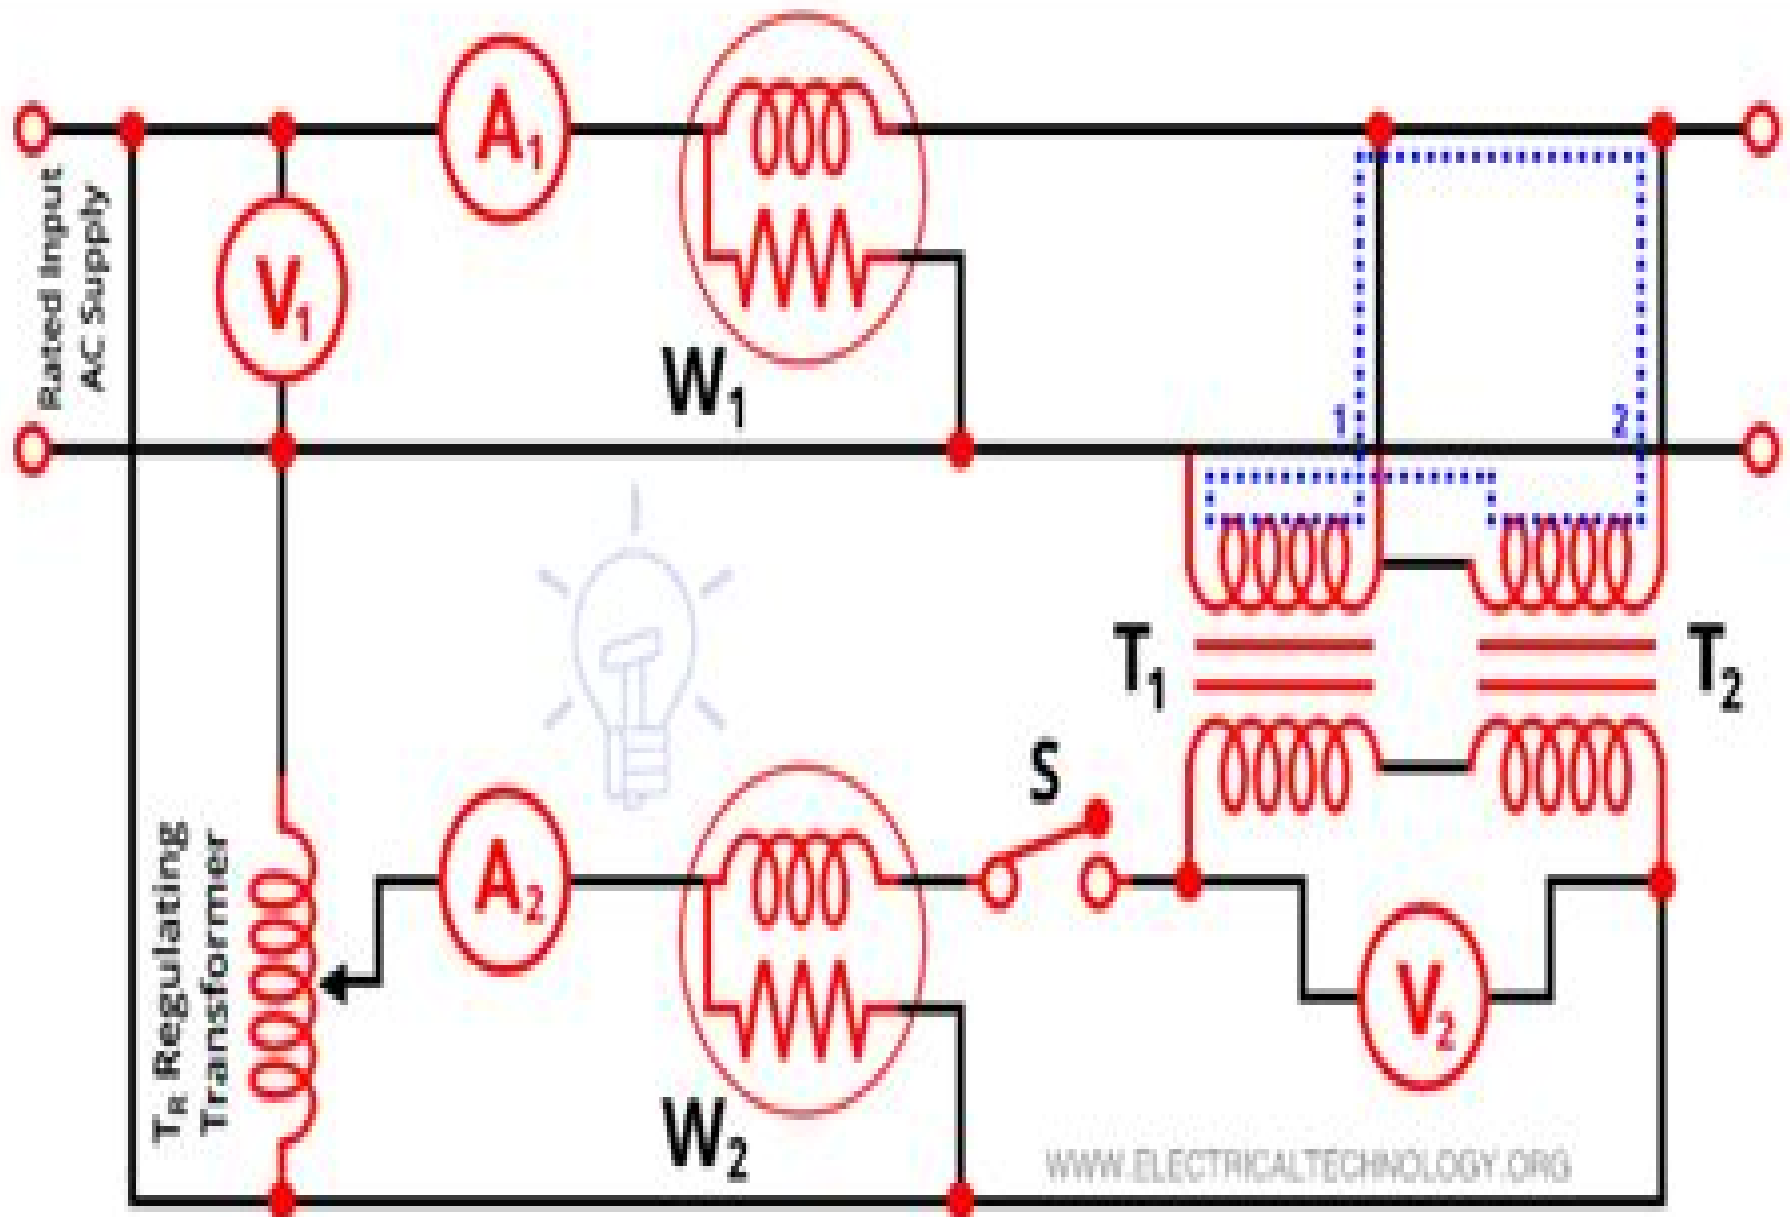 A1
Rated Input
AC Supply
V1
W1
1
2
T1
T2
S
TR Regulating
Transformer
A2
V2
W2
WWW.ELECTRICALTECHNOLOGY.ORG